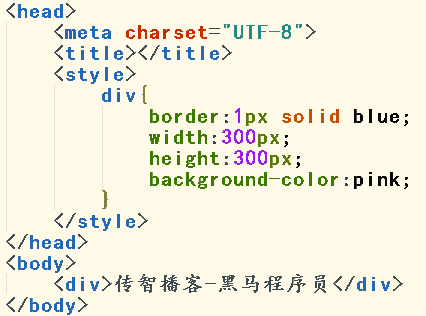 <head>
<meta charset="UTF-8">
<title></title>
<style>
div{
border:1px solid blue;
width:300px;
height:300px;
background-color:pink;
}
</style>
</head>
<body>
<div>传智播客-黑马程序员</div>
</body>